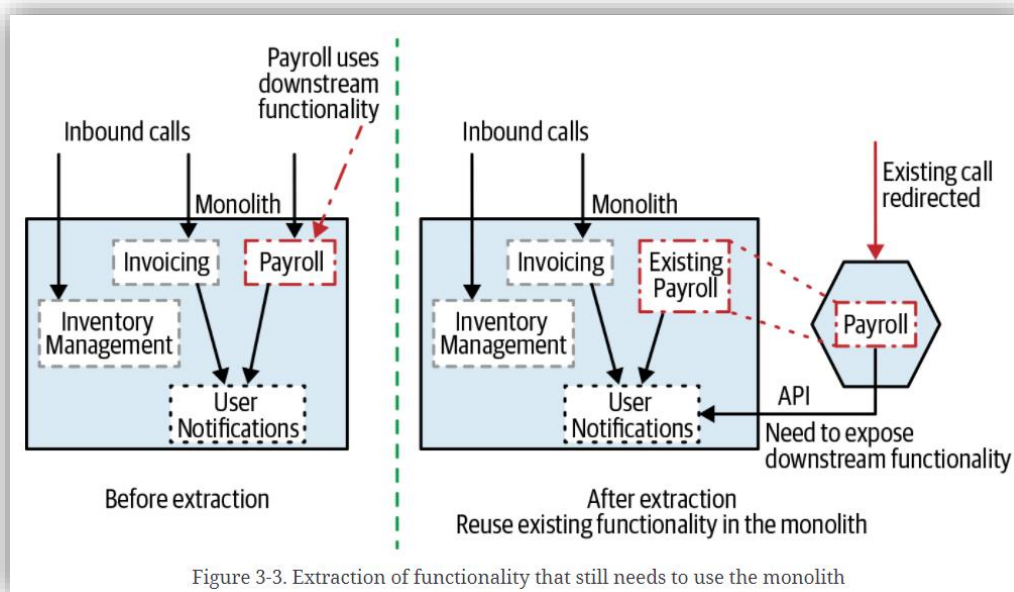 Payroll uses
downstream
functionality
Inbound calls
Monolith
Invoicing
Payroll
Inventory
Management
User
Notifications
Before extraction
Inbound calls
Monolith
Existing call
redirected
Invoicing
Existing
Payroll
Inventory
Management
Payroll
User
Notifications
API
Need to expose
downstream functionality
After extraction
Reuse existing functionality in the monolith
Figure 3-3. Extraction of functionality that still needs to use the monolith